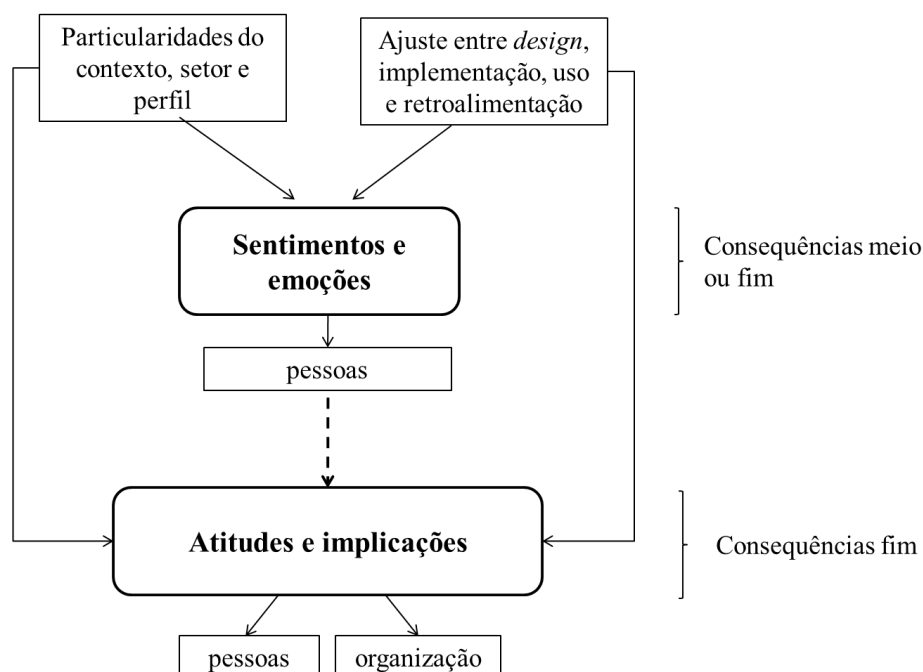 Particularidades do
contexto, setor e
perfil
Ajuste entre design,
implementação, uso
e retroalimentação
Sentimentos e
emoções
Consequências meio
ou fim
pessoas
Atitudes e implicações
Consequências fim
pessoas
organização